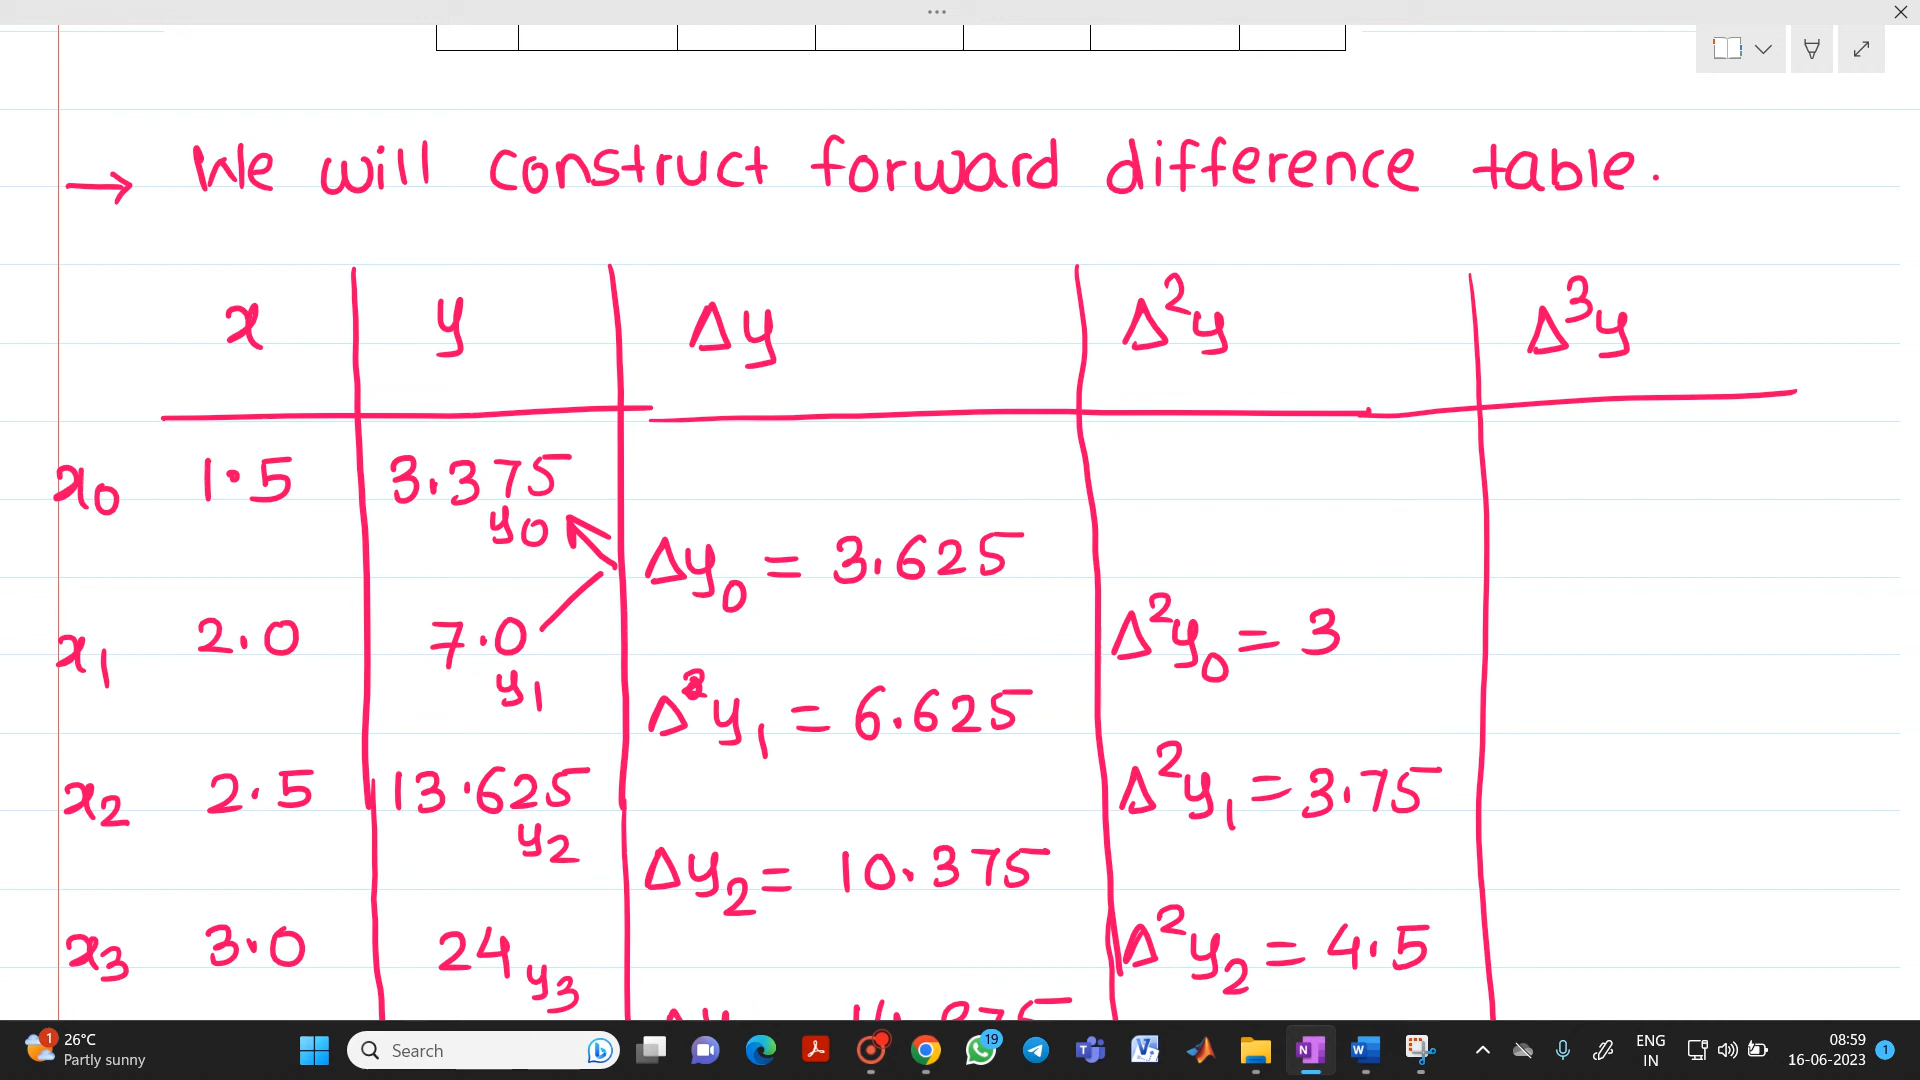 → We will construct forward difference table.
x y Δy Δ²y Δ³y
x0 1.5 3.375
y0
Δy0 = 3.625
x1 2.0 7.0 Δ²y0 = 3
y1
Δ²y1 = 6.625
x2 2.5 13.625 Δ²y1 = 3.75
y2
Δy2 = 10.375
x3 3.0 24 Δ²y2 = 4.5
y3
1
26°C
Partly sunny
Search
19
ENG
IN
08:59
16-06-2023
1